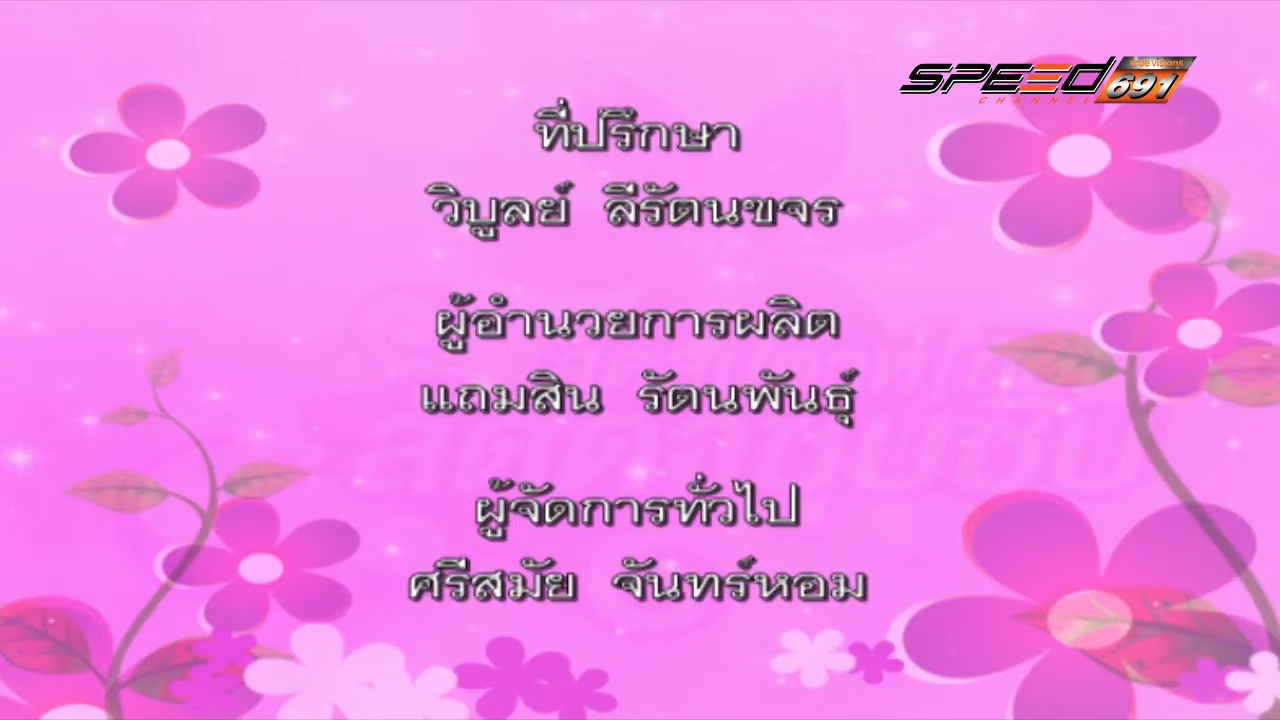 SPEED
CHANNEL
true visions
691
ที่ปรึกษา
วิบูลย์ ลีรัตนขจร
ผู้อำนวยการผลิต
แถมสิน รัตนพันธุ์
ผู้จัดการทั่วไป
ศรีสมัย จันทร์หอม